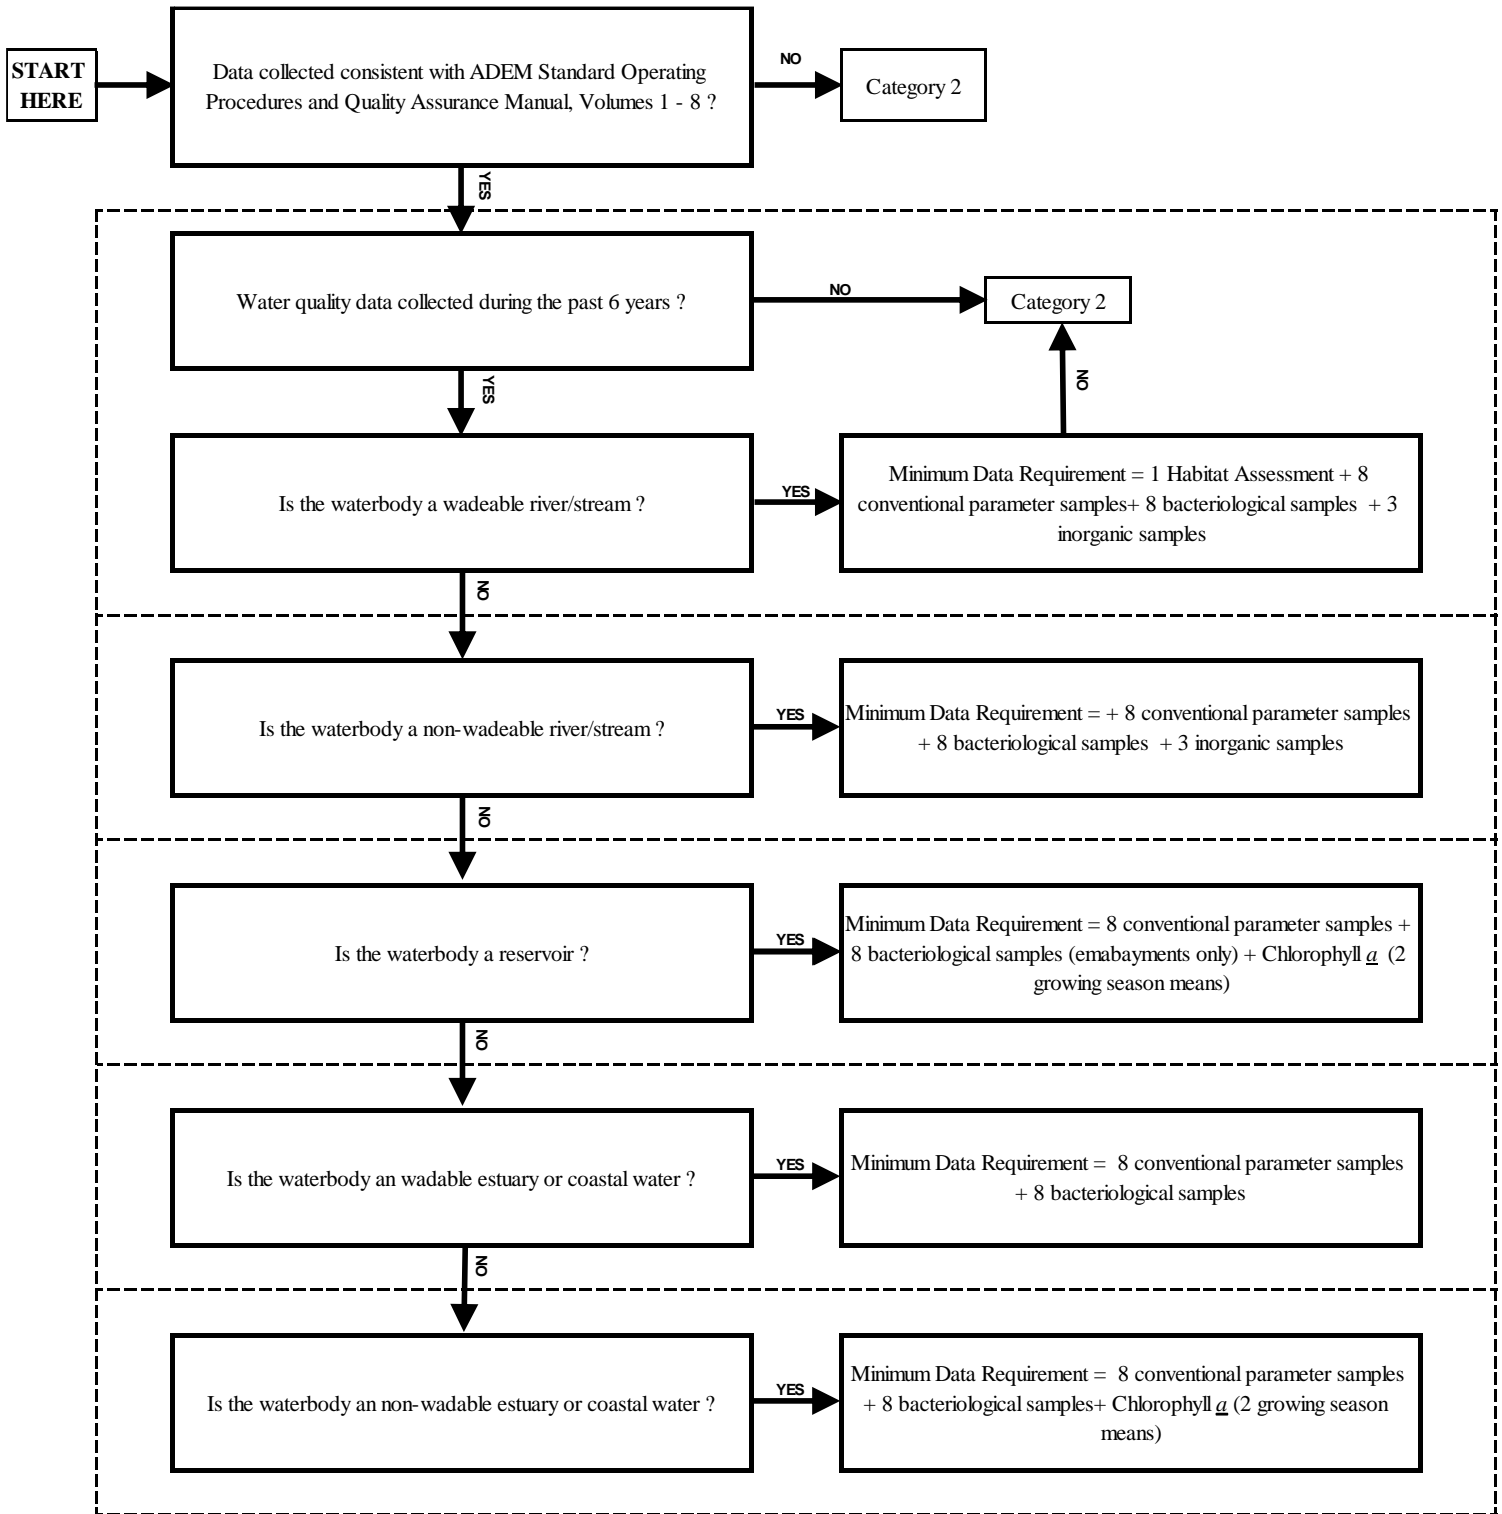 START
HERE
Data collected consistent with ADEM Standard Operating
Procedures and Quality Assurance Manual, Volumes 1 - 8 ?
NO
Category 2
YES
Water quality data collected during the past 6 years ?
NO
Category 2
YES
NO
Is the waterbody a wadeable river/stream ?
YES
Minimum Data Requirement = 1 Habitat Assessment + 8
conventional parameter samples+ 8 bacteriological samples + 3
inorganic samples
NO
Is the waterbody a non-wadeable river/stream ?
YES
Minimum Data Requirement = + 8 conventional parameter samples
+ 8 bacteriological samples + 3 inorganic samples
NO
Is the waterbody a reservoir ?
YES
Minimum Data Requirement = 8 conventional parameter samples +
8 bacteriological samples (emabayments only) + Chlorophyll a (2
growing season means)
NO
Is the waterbody an wadable estuary or coastal water ?
YES
Minimum Data Requirement = 8 conventional parameter samples
+ 8 bacteriological samples
NO
Is the waterbody an non-wadable estuary or coastal water ?
YES
Minimum Data Requirement = 8 conventional parameter samples
+ 8 bacteriological samples+ Chlorophyll a (2 growing season
means)